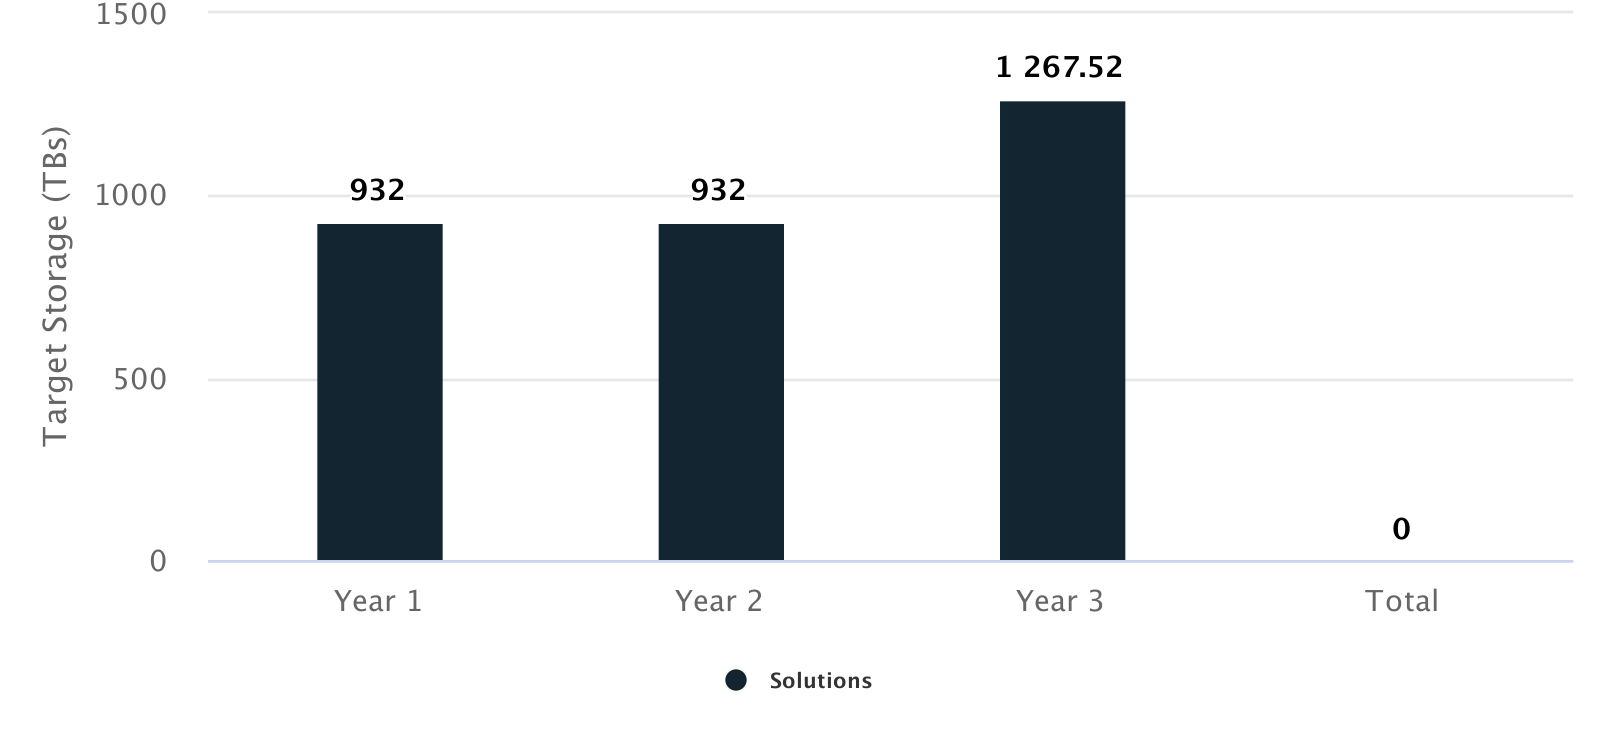 Target Storage (TBs)
1500
1000
500
0
932
932
1 267.52
0
Year 1
Year 2
Year 3
Total
Solutions